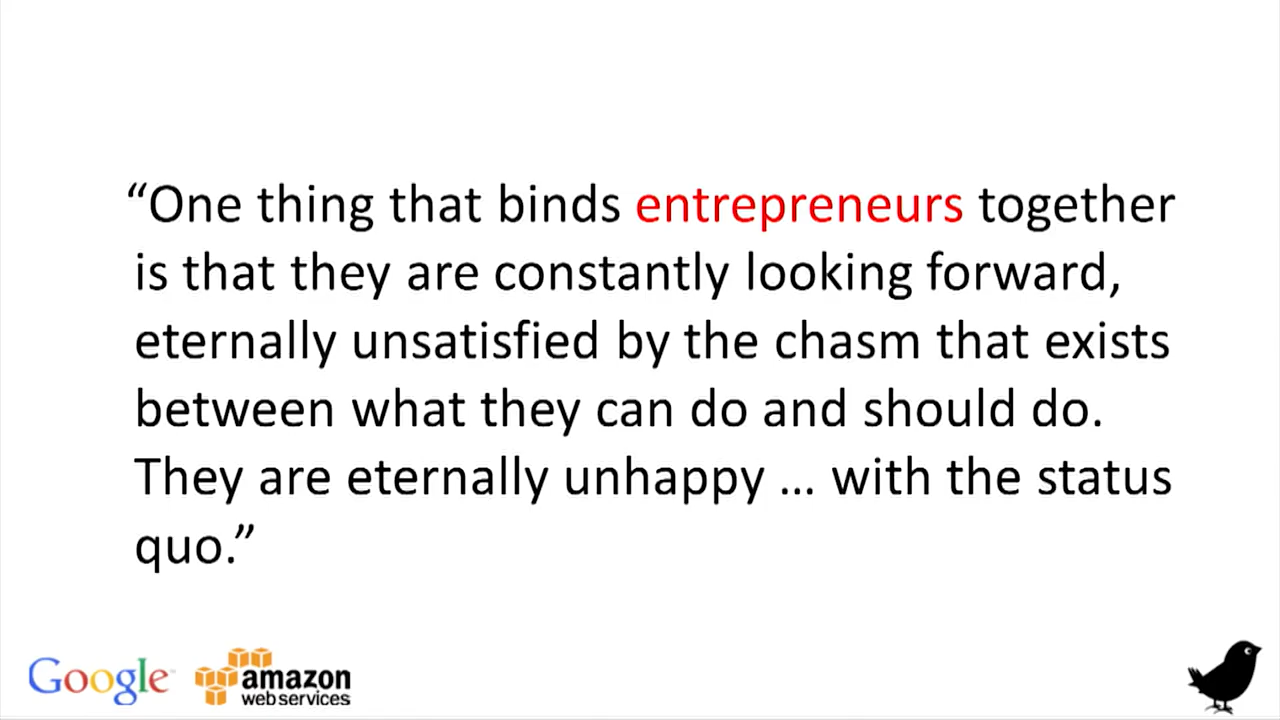 “One thing that binds entrepreneurs together
is that they are constantly looking forward,
eternally unsatisfied by the chasm that exists
between what they can do and should do.
They are eternally unhappy … with the status
quo.”
Google
amazon
web services